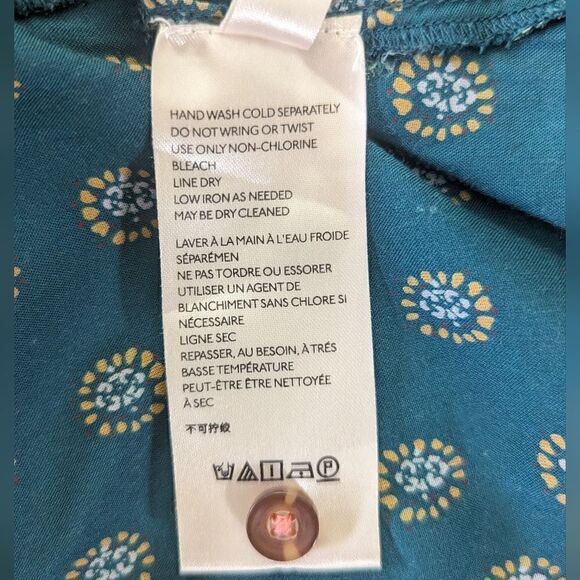 HAND WASH COLD SEPARATELY
DO NOT WRING OR TWIST
USE ONLY NON-CHLORINE
BLEACH
LINE DRY
LOW IRON AS NEEDED
MAY BE DRY CLEANED
LAVER À LA MAIN À L'EAU FROIDE
SÉPARÉMEN
NE PAS TORDRE OU ESSORER
UTILISER UN AGENT DE
BLANCHIMENT SANS CHLORE SI
NÉCESSAIRE
LIGNE SEC
REPASSER, AU BESOIN, À TRÉS
BASSE TEMPÉRATURE
PEUT-ÊTRE ÊTRE NETTOYÉE
À SEC
不可拧绞
P